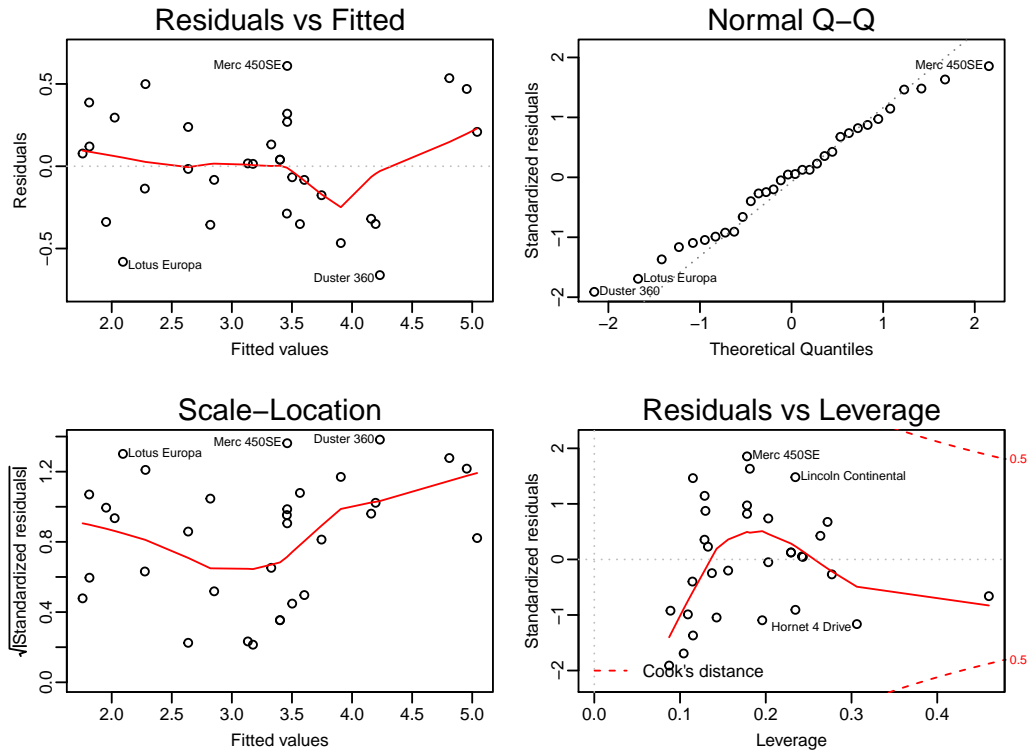 Residuals vs Fitted
Residuals
0.5
0.0
−0.5
Merc 450SE
Lotus Europa
Duster 360
2.0 2.5 3.0 3.5 4.0 4.5 5.0
Fitted values
Normal Q−Q
Standardized residuals
2
1
0
−1
−2
Merc 450SE
Lotus Europa
Duster 360
−2 −1 0 1 2
Theoretical Quantiles
Scale−Location
√|Standardized residuals|
1.2
0.8
0.4
0.0
Lotus Europa
Merc 450SE
Duster 360
2.0 2.5 3.0 3.5 4.0 4.5 5.0
Fitted values
Residuals vs Leverage
Standardized residuals
2
1
0
−1
−2
0.5
Merc 450SE
Lincoln Continental
Hornet 4 Drive
0.5
Cook's distance
0.0 0.1 0.2 0.3 0.4
Leverage